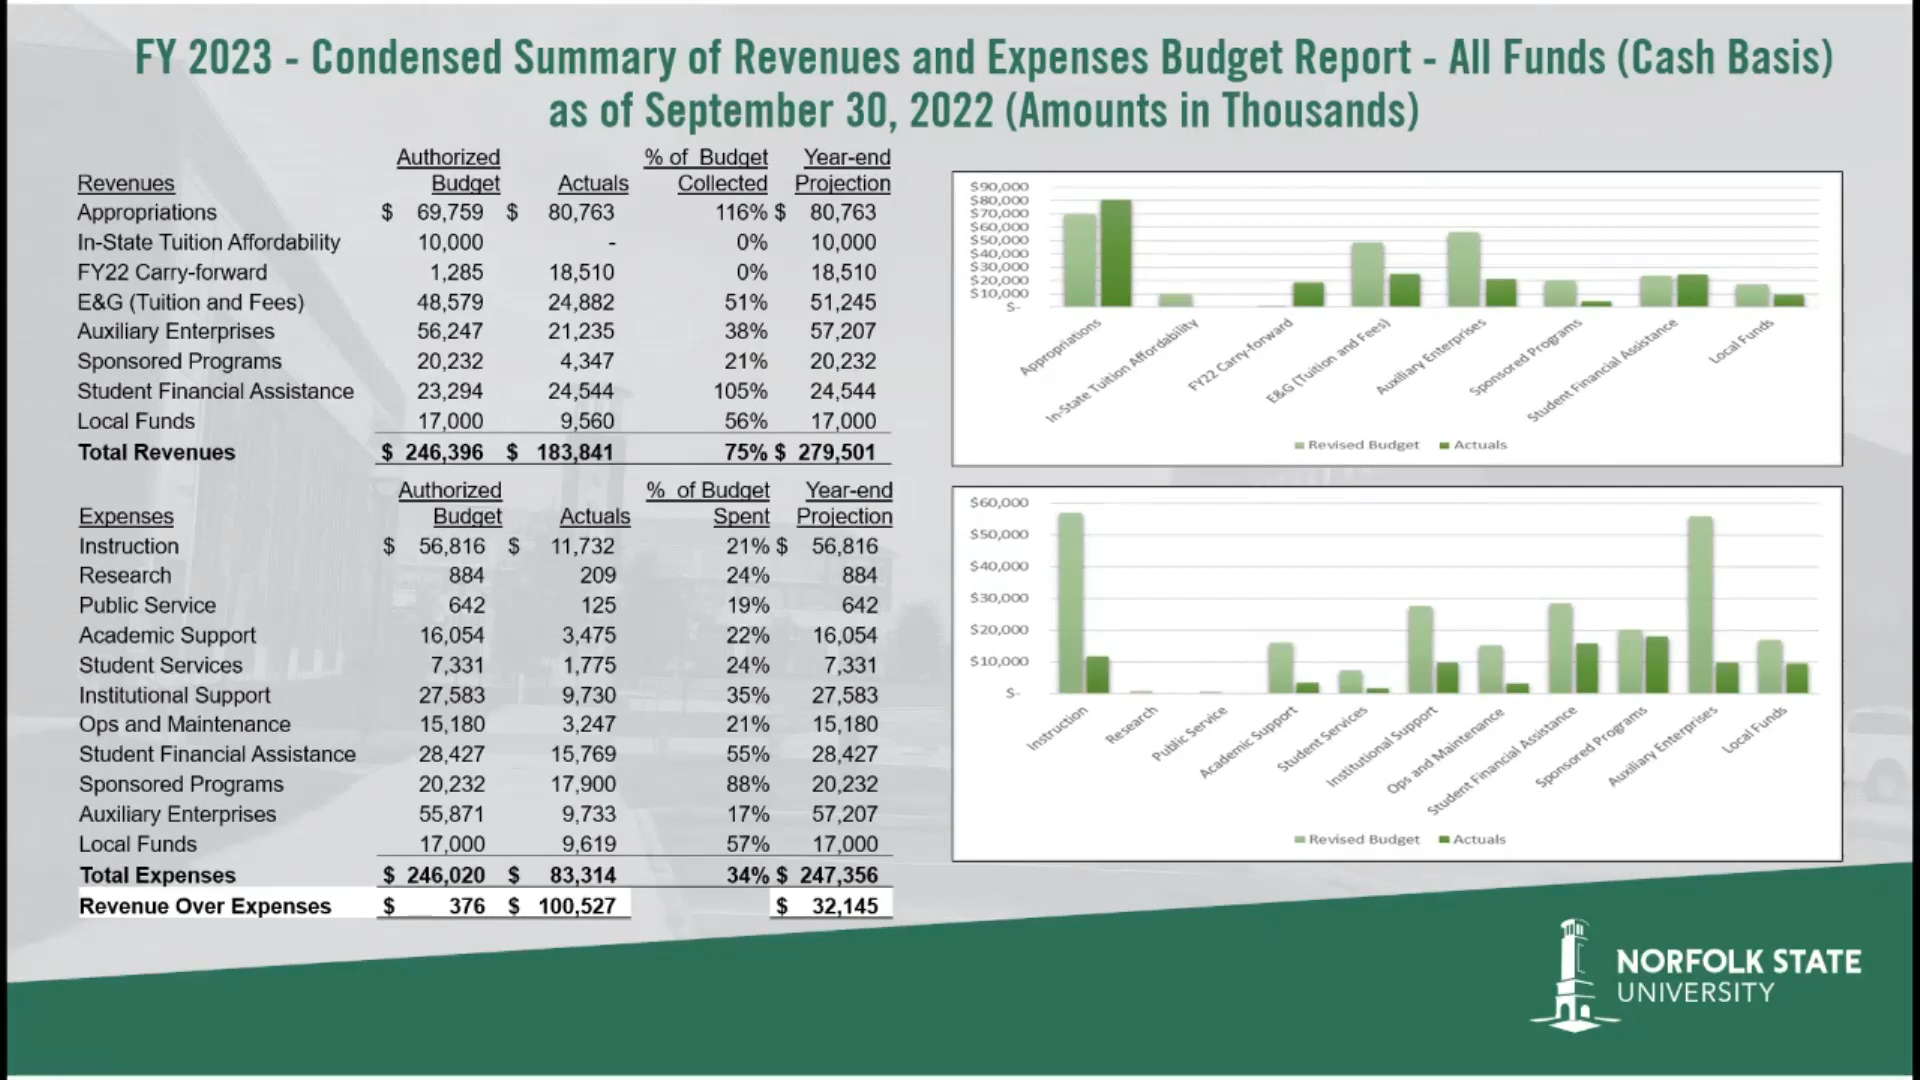 FY 2023 - Condensed Summary of Revenues and Expenses Budget Report - All Funds (Cash Basis)
as of September 30, 2022 (Amounts in Thousands)
Authorized % of Budget Year-end
Revenues Budget Actuals Collected Projection
Appropriations $ 69,759 $ 80,763 116% $ 80,763
In-State Tuition Affordability 10,000 - 0% 10,000
FY22 Carry-forward 1,285 18,510 0% 18,510
E&G (Tuition and Fees) 48,579 24,882 51% 51,245
Auxiliary Enterprises 56,247 21,235 38% 57,207
Sponsored Programs 20,232 4,347 21% 20,232
Student Financial Assistance 23,294 24,544 105% 24,544
Local Funds 17,000 9,560 56% 17,000
Total Revenues $ 246,396 $ 183,841 75% $ 279,501
Authorized % of Budget Year-end
Expenses Budget Actuals Spent Projection
Instruction $ 56,816 $ 11,732 21% $ 56,816
Research 884 209 24% 884
Public Service 642 125 19% 642
Academic Support 16,054 3,475 22% 16,054
Student Services 7,331 1,775 24% 7,331
Institutional Support 27,583 9,730 35% 27,583
Ops and Maintenance 15,180 3,247 21% 15,180
Student Financial Assistance 28,427 15,769 55% 28,427
Sponsored Programs 20,232 17,900 88% 20,232
Auxiliary Enterprises 55,871 9,733 17% 57,207
Local Funds 17,000 9,619 57% 17,000
Total Expenses $ 246,020 $ 83,314 34% $ 247,356
Revenue Over Expenses $ 376 $ 100,527 $ 32,145
$90,000
$80,000
$70,000
$60,000
$50,000
$40,000
$30,000
$20,000
$10,000
$-
Appropriations
In-State Tuition Affordability
FY22 Carry-forward
E&G (Tuition and Fees)
Auxiliary Enterprises
Sponsored Programs
Student Financial Assistance
Local Funds
Revised Budget Actuals
$60,000
$50,000
$40,000
$30,000
$20,000
$10,000
$-
Instruction
Research
Public Service
Academic Support
Student Services
Institutional Support
Ops and Maintenance
Student Financial Assistance
Sponsored Programs
Auxiliary Enterprises
Local Funds
Revised Budget Actuals
NORFOLK STATE
UNIVERSITY